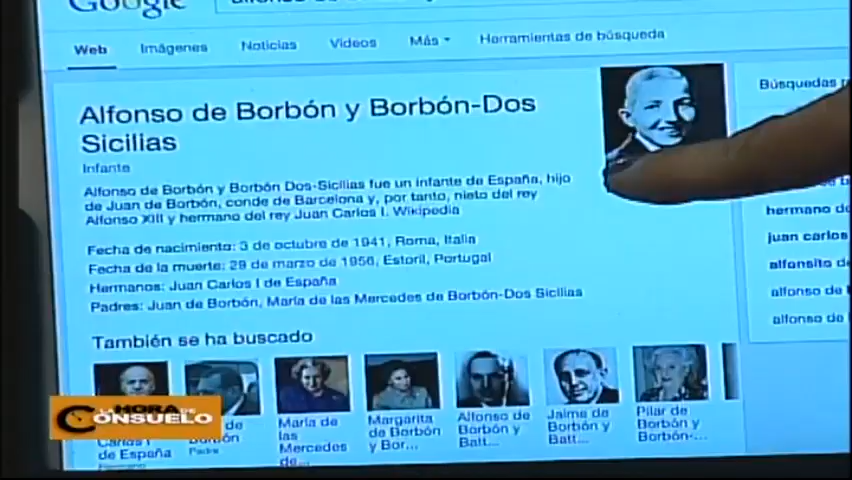 Google
Web Imágenes Noticias Videos Más Herramientas de búsqueda
Alfonso de Borbón y Borbón-Dos
Sicilias
Infante
Alfonso de Borbón y Borbón Dos-Sicilias fue un infante de España, hijo
de Juan de Borbón, conde de Barcelona y, por tanto, nieto del rey
Alfonso XIII y hermano del rey Juan Carlos I. Wikipedia
Fecha de nacimiento: 3 de octubre de 1941, Roma, Italia
Fecha de la muerte: 29 de marzo de 1956, Estoril, Portugal
Hermanos: Juan Carlos I de España
Padres: Juan de Borbón, María de las Mercedes de Borbón-Dos Sicilias
También se ha buscado
Carlos I
de España
Hermano
de
Borbón
Padre
María de
las
Mercedes
de...
Margarita
de Borbón
y Bor...
Alfonso de
Borbón y
Batt...
Jaime de
Borbón y
Batt...
Pilar de
Borbón y
Borbón-...
Búsquedas
hermano de
juan carlos
alfonsito de
alfonso de
alfonso de
LA HORA DE
CONSUELO